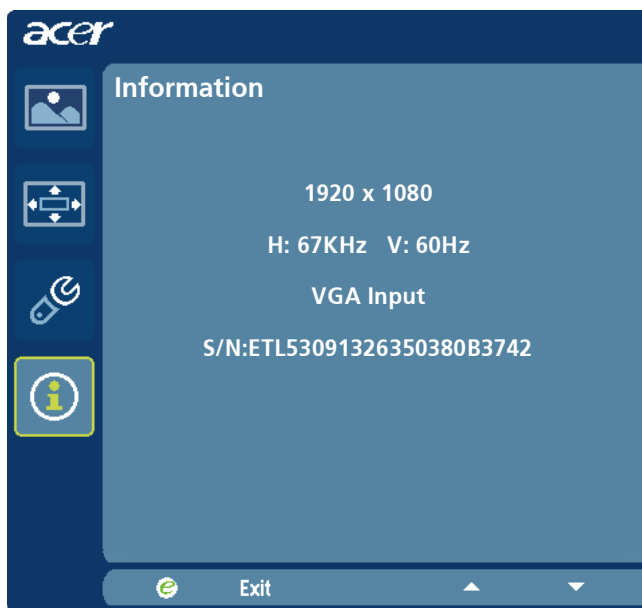 acer
Information
1920 x 1080
H: 67KHz V: 60Hz
VGA Input
S/N:ETL53091326350380B3742
e Exit